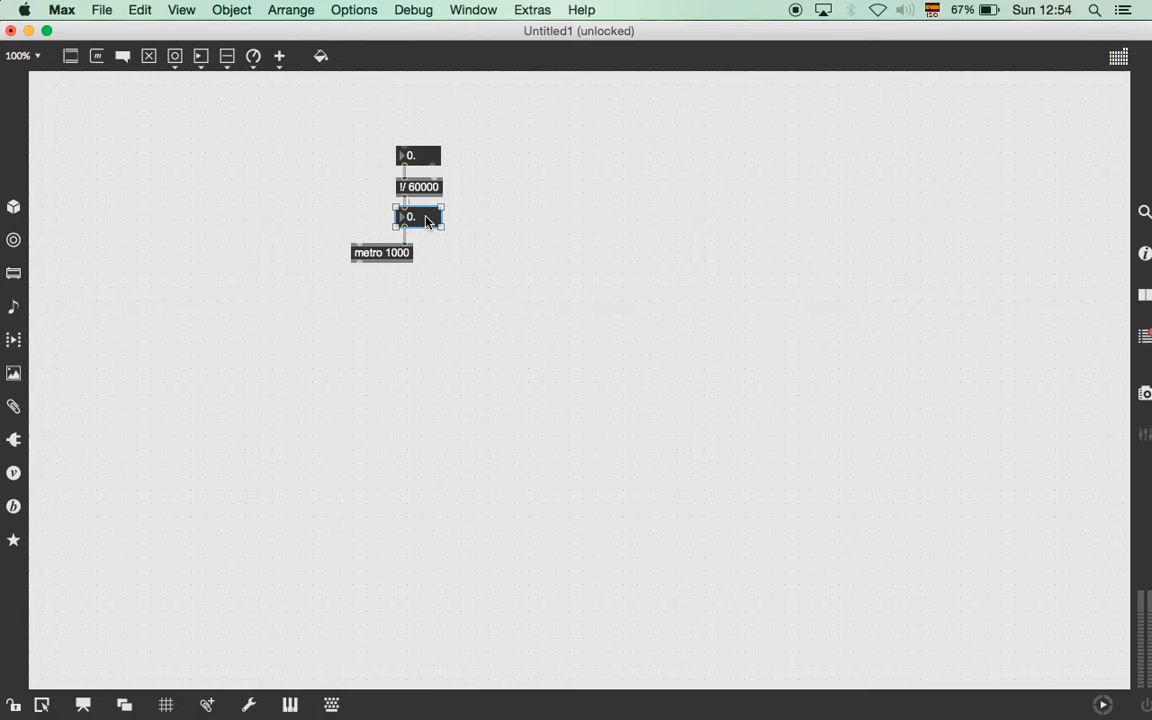 Max File Edit View Object Arrange Options Debug Window Extras Help ISO 67% Sun 12:54
Untitled1 (unlocked)
100%
0.
!/ 60000
0.
metro 1000